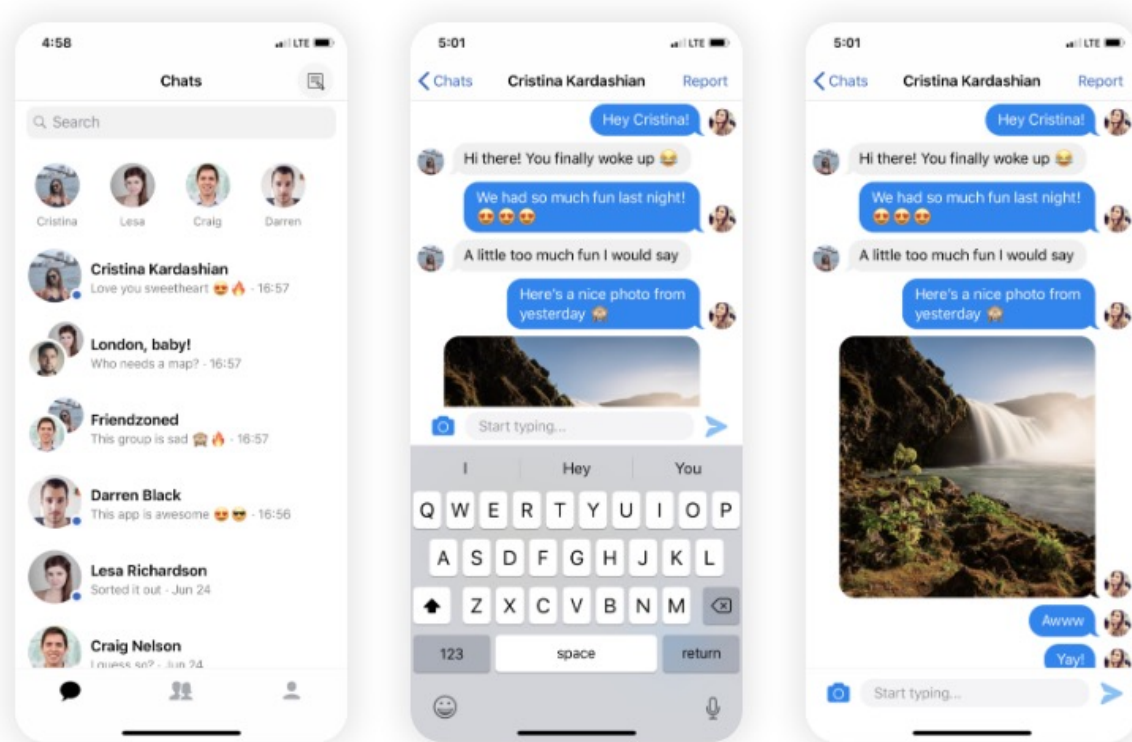 4:58
LTE
Chats
Search
Cristina
Lesa
Craig
Darren
Cristina Kardashian
Love you sweetheart 😍🔥 · 16:57
London, baby!
Who needs a map? · 16:57
Friendzoned
This group is sad 🙈🔥 · 16:57
Darren Black
This app is awesome 😍😎 · 16:56
Lesa Richardson
Sorted it out · Jun 24
Craig Nelson
I guess so? · Jun 24
5:01
LTE
Chats
Cristina Kardashian
Report
Hey Cristina!
Hi there! You finally woke up 😂
We had so much fun last night!
😍😍😍
A little too much fun I would say
Here's a nice photo from
yesterday 🙈
Start typing...
I Hey You
Q W E R T Y U I O P
A S D F G H J K L
Z X C V B N M
123 space return
5:01
LTE
Chats
Cristina Kardashian
Report
Hey Cristina!
Hi there! You finally woke up 😂
We had so much fun last night!
😍😍😍
A little too much fun I would say
Here's a nice photo from
yesterday 🙈
Awww
Yay!
Start typing...